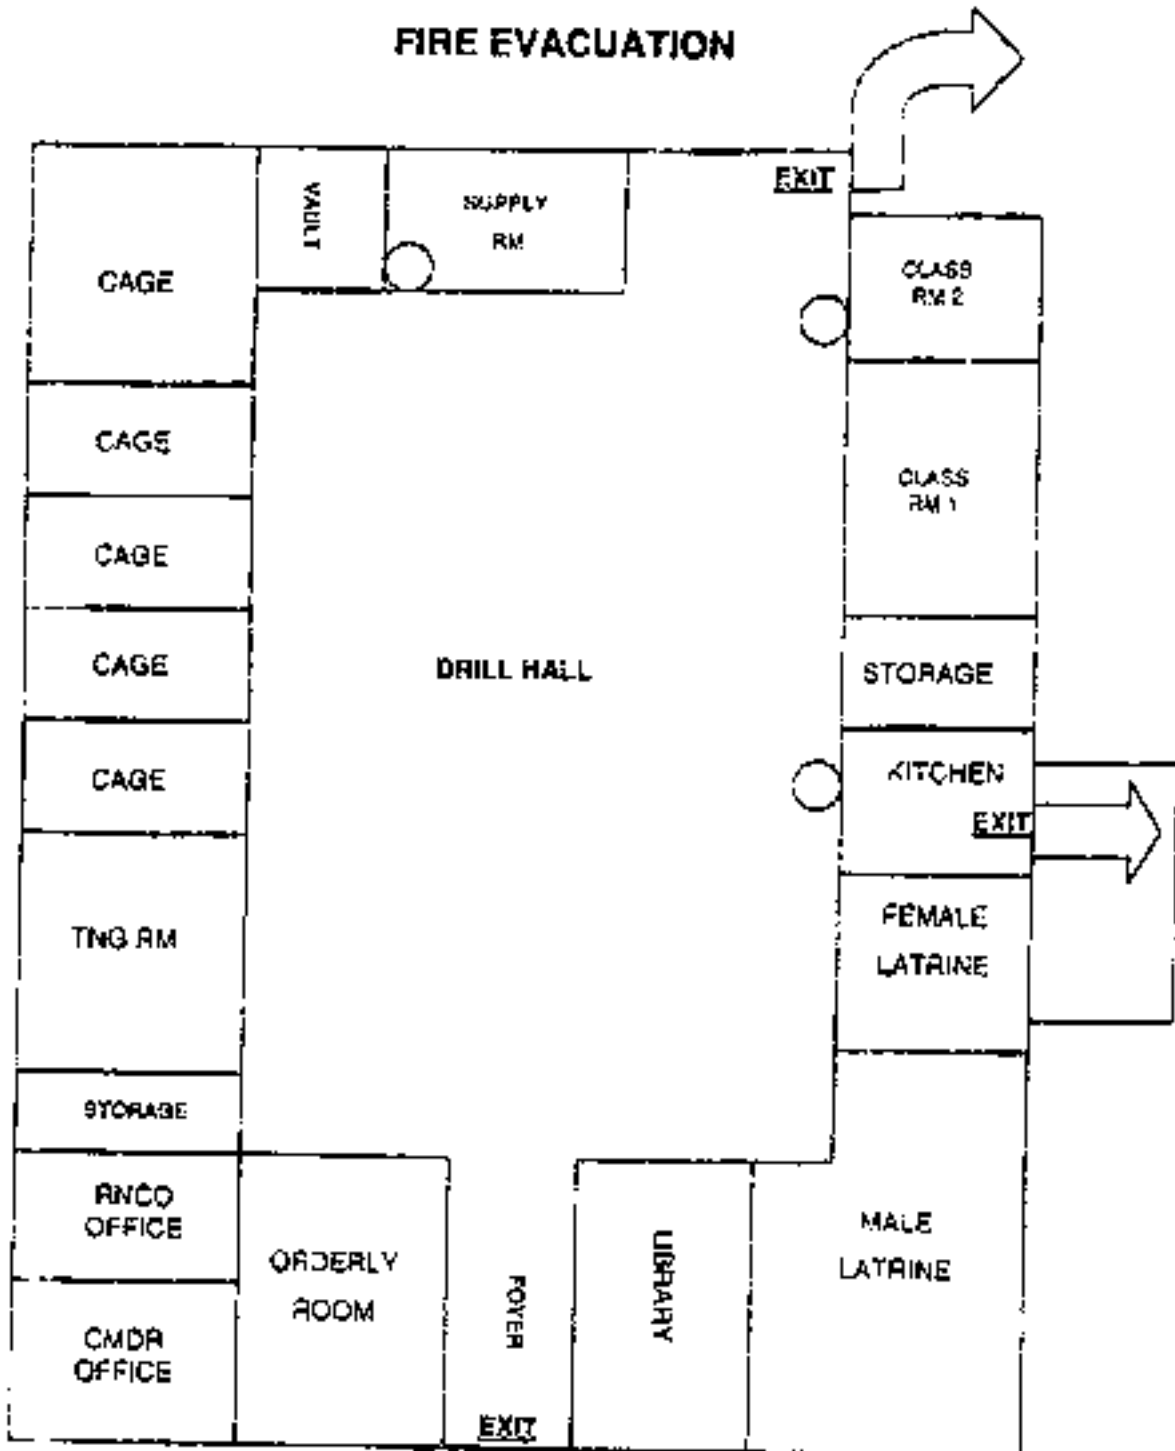 FIRE EVACUATION
EXIT
VAULT
SUPPLY
RM
CAGE
CLASS
RM 2
CAGE
CLASS
RM 1
CAGE
CAGE
DRILL HALL
STORAGE
CAGE
KITCHEN
EXIT
TNG RM
FEMALE
LATRINE
STORAGE
RNCO
OFFICE
ORDERLY
ROOM
FOYER
LIBRARY
MALE
LATRINE
CMDR
OFFICE
EXIT